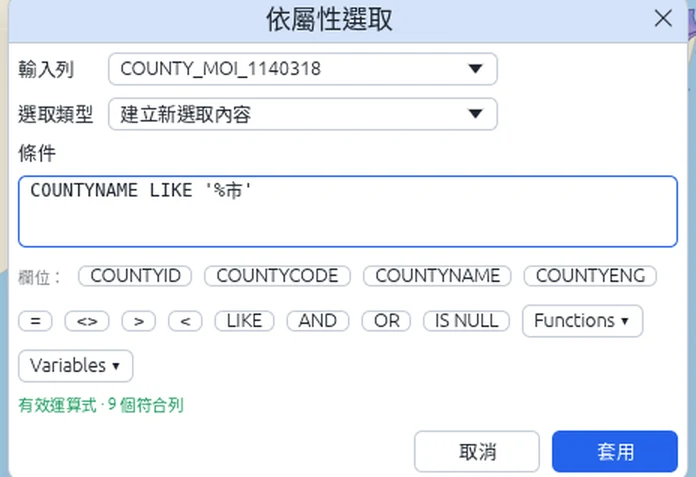 依屬性選取
輸入列 COUNTY_MOI_1140318
選取類型 建立新選取內容
條件
COUNTYNAME LIKE '%市'
欄位： COUNTYID COUNTYCODE COUNTYNAME COUNTYENG
= <> > < LIKE AND OR IS NULL Functions ▾
Variables ▾
有效運算式 · 9 個符合列
取消 套用